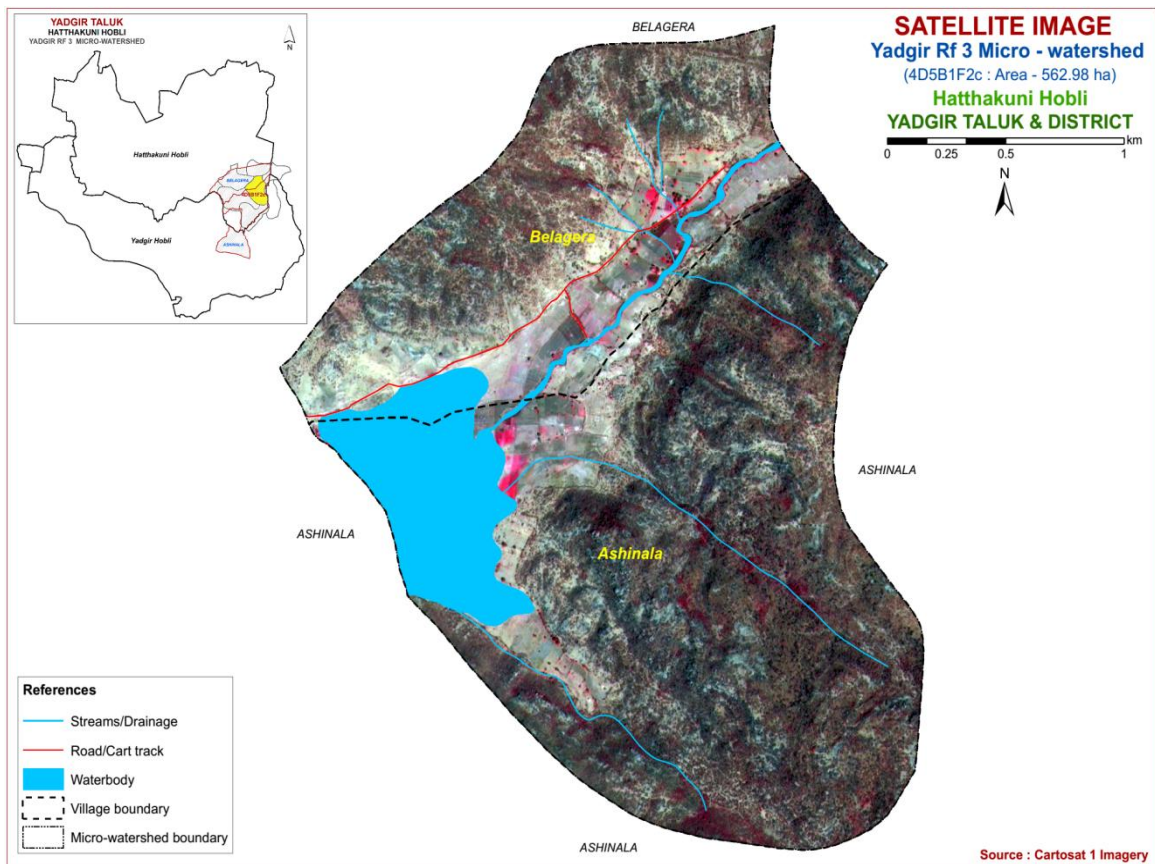 YADGIR TALUK
HATTHAKUNI HOBLI
YADGIR RF 3 MICRO-WATERSHED
N
Hatthakuni Hobli
BELAGERA
4D5B1F2c
Yadgir Hobli
ASHINALA
BELAGERA
SATELLITE IMAGE
Yadgir Rf 3 Micro - watershed
(4D5B1F2c : Area - 562.98 ha)
Hatthakuni Hobli
YADGIR TALUK & DISTRICT
km
0 0.25 0.5 1
N
Belagera
ASHINALA
ASHINALA
Ashinala
ASHINALA
References
Streams/Drainage
Road/Cart track
Waterbody
Village boundary
Micro-watershed boundary
Source : Cartosat 1 Imagery